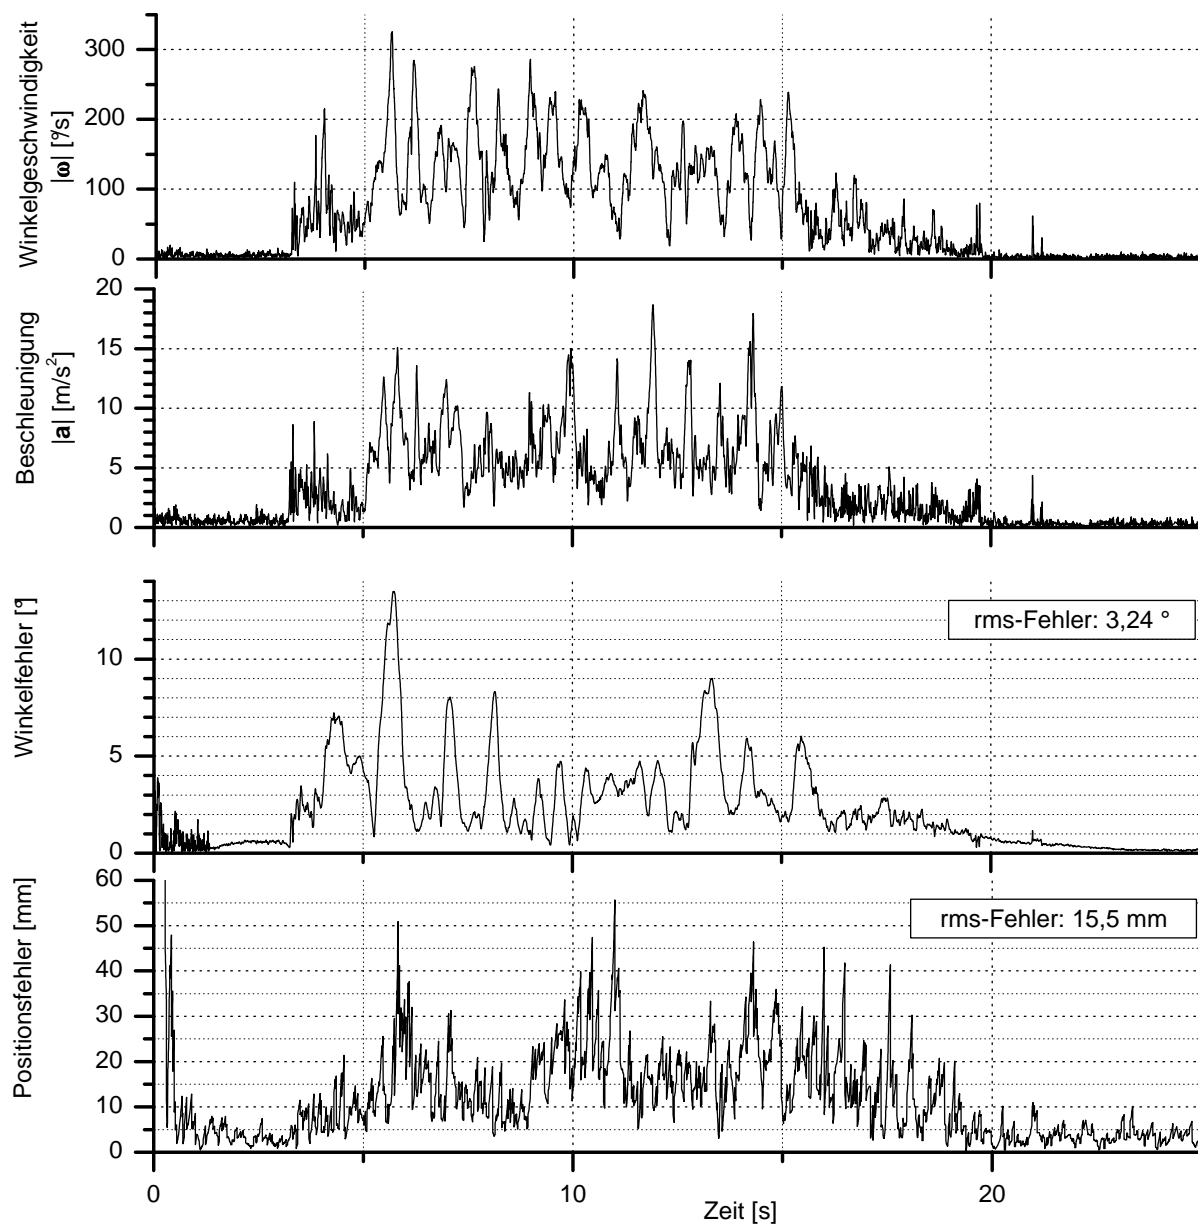 Winkelgeschwindigkeit
|ω| [°/s]
300
200
100
0
Beschleunigung
|a| [m/s²]
20
15
10
5
0
Winkelfehler [°]
10
5
0
rms-Fehler: 3,24 °
Positionsfehler [mm]
60
50
40
30
20
10
0
rms-Fehler: 15,5 mm
0
10
20
Zeit [s]